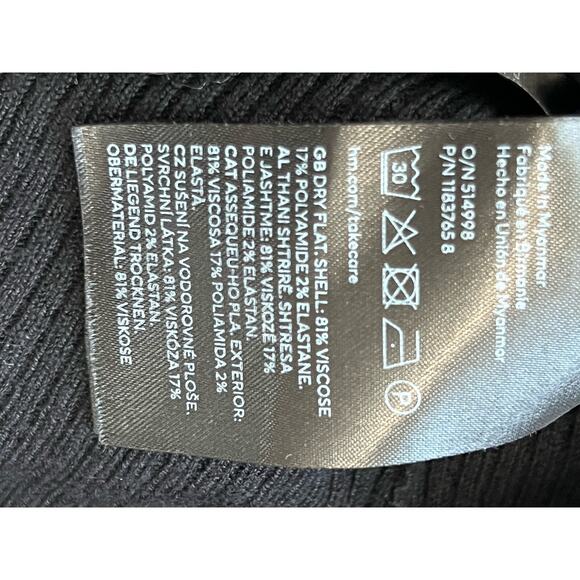 Made in Myanmar
Fabriqué en Birmanie
Hecho en Unión de Myanmar
O/N 514998
P/N 1183765 8
30
P
hm.com/takecare
GB DRY FLAT. SHELL: 81% VISCOSE
17% POLYAMIDE 2% ELASTANE.
AL THANI SHTRIRË. SHTRESA
E JASHTME: 81% VISKOZË 17%
POLIAMIDE 2% ELASTAN.
CAT ASSEQUEU-HO PLA. EXTERIOR:
81% VISCOSA 17% POLIAMIDA 2%
ELASTÀ.
CZ SUŠENÍ NA VODOROVNÉ PLOŠE.
SVRCHNÍ LÁTKA: 81% VISKÓZA 17%
POLYAMID 2% ELASTAN.
DE LIEGEND TROCKNEN.
OBERMATERIAL: 81% VISKOSE